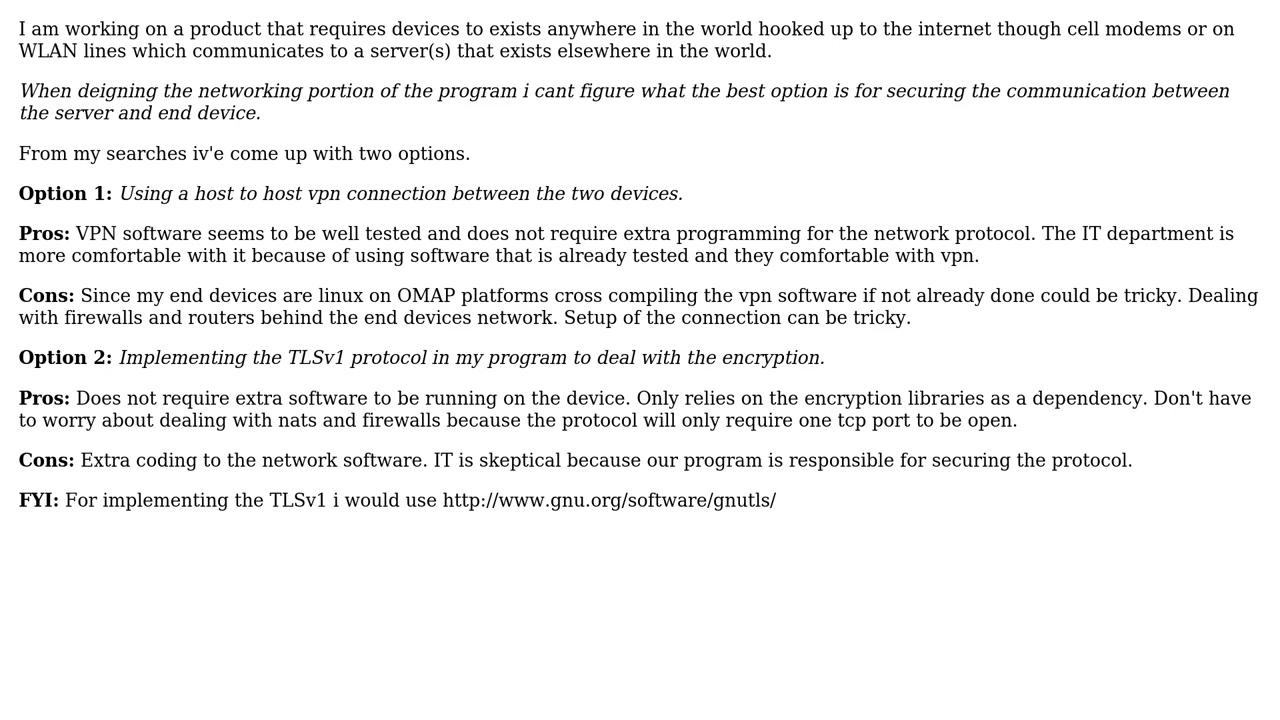 I am working on a product that requires devices to exists anywhere in the world hooked up to the internet though cell modems or on
WLAN lines which communicates to a server(s) that exists elsewhere in the world.
When deigning the networking portion of the program i cant figure what the best option is for securing the communication between
the server and end device.
From my searches iv'e come up with two options.
Option 1: Using a host to host vpn connection between the two devices.
Pros: VPN software seems to be well tested and does not require extra programming for the network protocol. The IT department is
more comfortable with it because of using software that is already tested and they comfortable with vpn.
Cons: Since my end devices are linux on OMAP platforms cross compiling the vpn software if not already done could be tricky. Dealing
with firewalls and routers behind the end devices network. Setup of the connection can be tricky.
Option 2: Implementing the TLSv1 protocol in my program to deal with the encryption.
Pros: Does not require extra software to be running on the device. Only relies on the encryption libraries as a dependency. Don't have
to worry about dealing with nats and firewalls because the protocol will only require one tcp port to be open.
Cons: Extra coding to the network software. IT is skeptical because our program is responsible for securing the protocol.
FYI: For implementing the TLSv1 i would use http://www.gnu.org/software/gnutls/